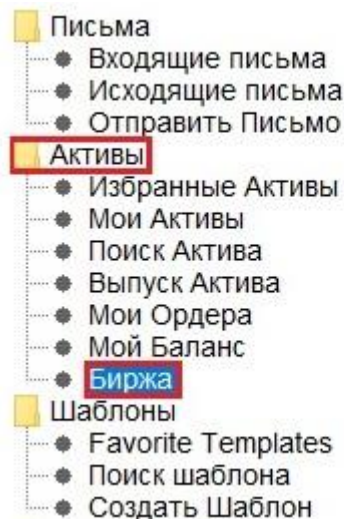 Письма
Входящие письма
Исходящие письма
Отправить Письмо
Активы
Избранные Активы
Мои Активы
Поиск Актива
Выпуск Актива
Мои Ордера
Мой Баланс
Биржа
Шаблоны
Favorite Templates
Поиск шаблона
Создать Шаблон